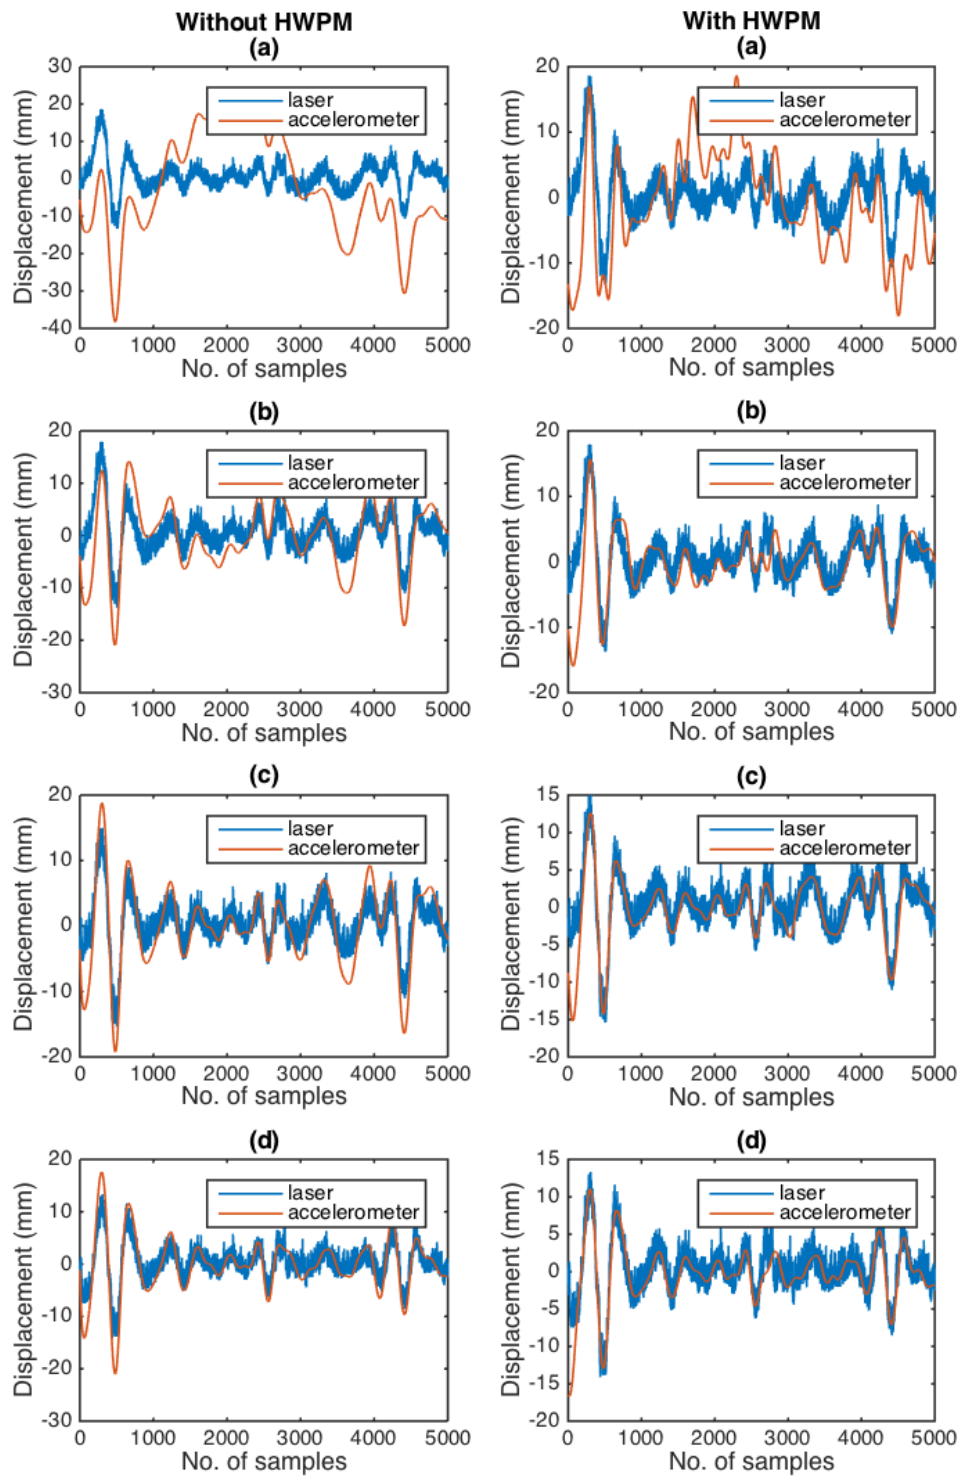 Without HWPM
With HWPM
(a)
(a)
Displacement (mm)
30
20
10
0
-10
-20
-30
-40
laser
accelerometer
0 1000 2000 3000 4000 5000
No. of samples
Displacement (mm)
20
10
0
-10
-20
laser
accelerometer
0 1000 2000 3000 4000 5000
No. of samples
(b)
(b)
Displacement (mm)
20
10
0
-10
-20
-30
laser
accelerometer
0 1000 2000 3000 4000 5000
No. of samples
Displacement (mm)
20
10
0
-10
-20
laser
accelerometer
0 1000 2000 3000 4000 5000
No. of samples
(c)
(c)
Displacement (mm)
20
10
0
-10
-20
laser
accelerometer
0 1000 2000 3000 4000 5000
No. of samples
Displacement (mm)
15
10
5
0
-5
-10
-15
-20
laser
accelerometer
0 1000 2000 3000 4000 5000
No. of samples
(d)
(d)
Displacement (mm)
20
10
0
-10
-20
-30
laser
accelerometer
0 1000 2000 3000 4000 5000
No. of samples
Displacement (mm)
15
10
5
0
-5
-10
-15
-20
laser
accelerometer
0 1000 2000 3000 4000 5000
No. of samples